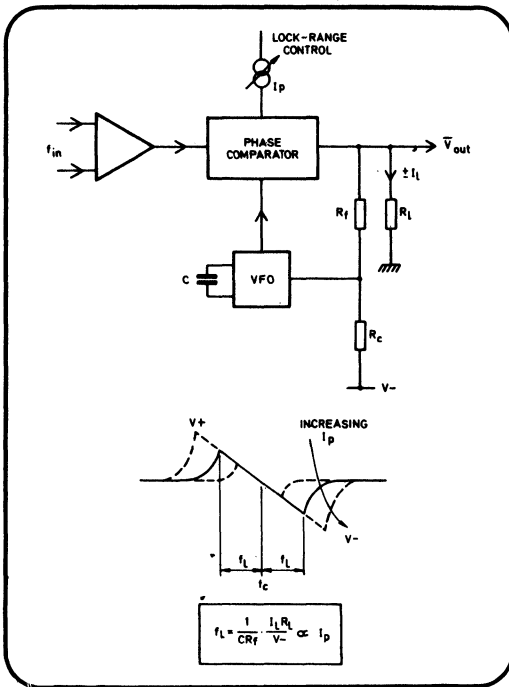 LOCK-RANGE
CONTROL
Ip
fin
PHASE
COMPARATOR
V̅out
± IL
Rf
RL
C
VFO
Rc
V-
V+
INCREASING
Ip
V-
fL
fL
fc
fL = 1/CRf · ILRL/V- ∝ Ip